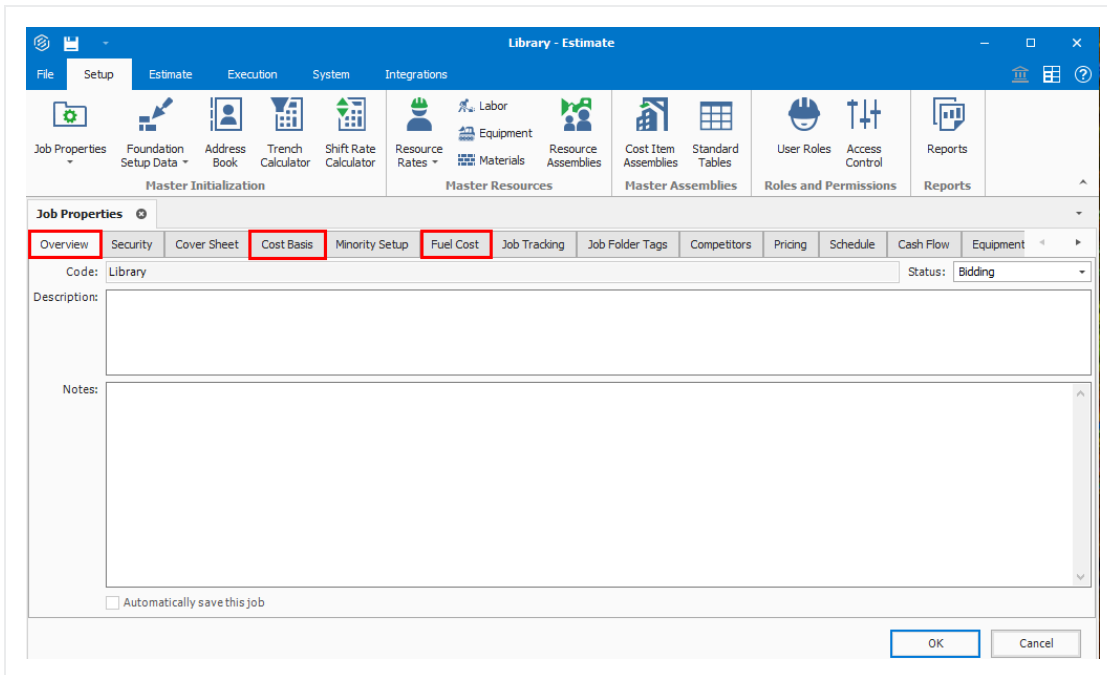 Library - Estimate
File Setup Estimate Execution System Integrations
Job Properties
Foundation Setup Data
Address Book
Trench Calculator
Shift Rate Calculator
Resource Rates
Labor
Equipment
Materials
Resource Assemblies
Cost Item Assemblies
Standard Tables
User Roles
Access Control
Reports
Master Initialization Master Resources Master Assemblies Roles and Permissions Reports
Job Properties
Overview Security Cover Sheet Cost Basis Minority Setup Fuel Cost Job Tracking Job Folder Tags Competitors Pricing Schedule Cash Flow Equipment
Code: Library Status: Bidding
Description:
Notes:
Automatically save this job
OK Cancel